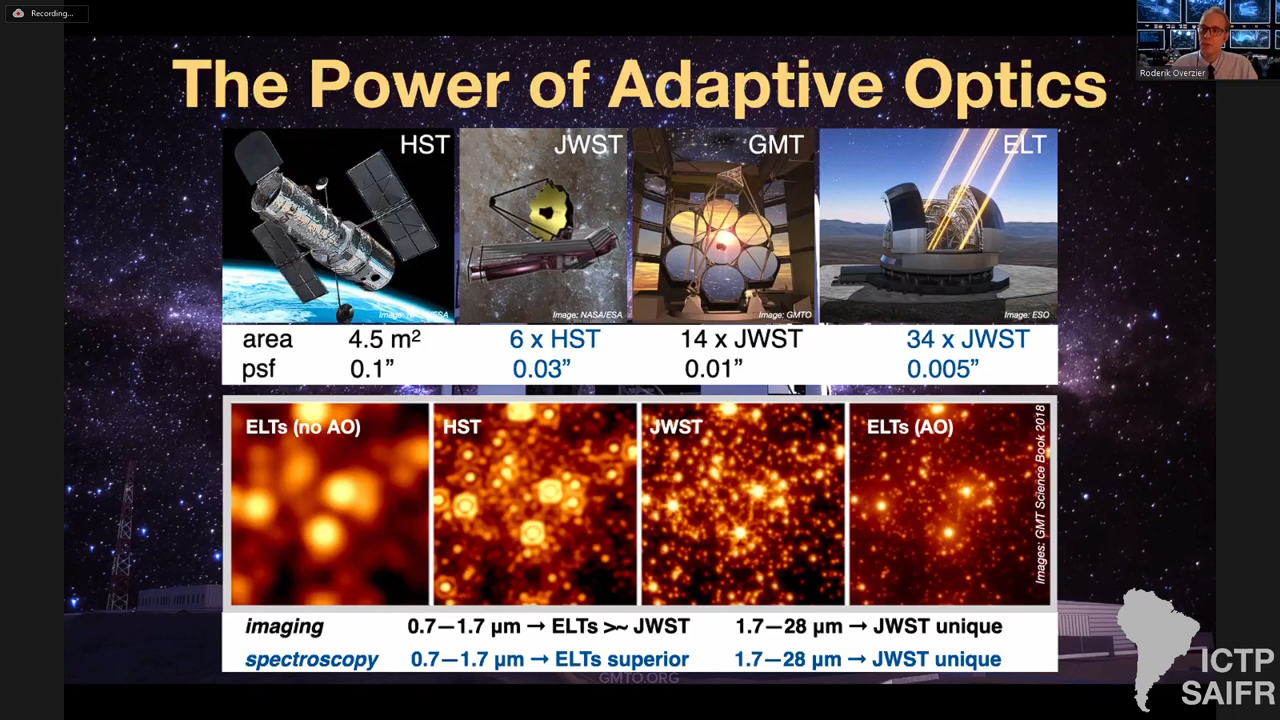 Recording...
Roderik Overzier
The Power of Adaptive Optics
HST
JWST
GMT
ELT
Image: NASA/ESA
Image: NASA/ESA
Image: GMTO
Image: ESO
area 4.5 m² 6 x HST 14 x JWST 34 x JWST
psf 0.1” 0.03” 0.01” 0.005”
ELTs (no AO)
HST
JWST
ELTs (AO)
Images: GMT Science Book 2018
imaging 0.7—1.7 µm → ELTs >~ JWST 1.7—28 µm → JWST unique
spectroscopy 0.7—1.7 µm → ELTs superior 1.7—28 µm → JWST unique
GMTO.ORG
ICTP
SAIFR